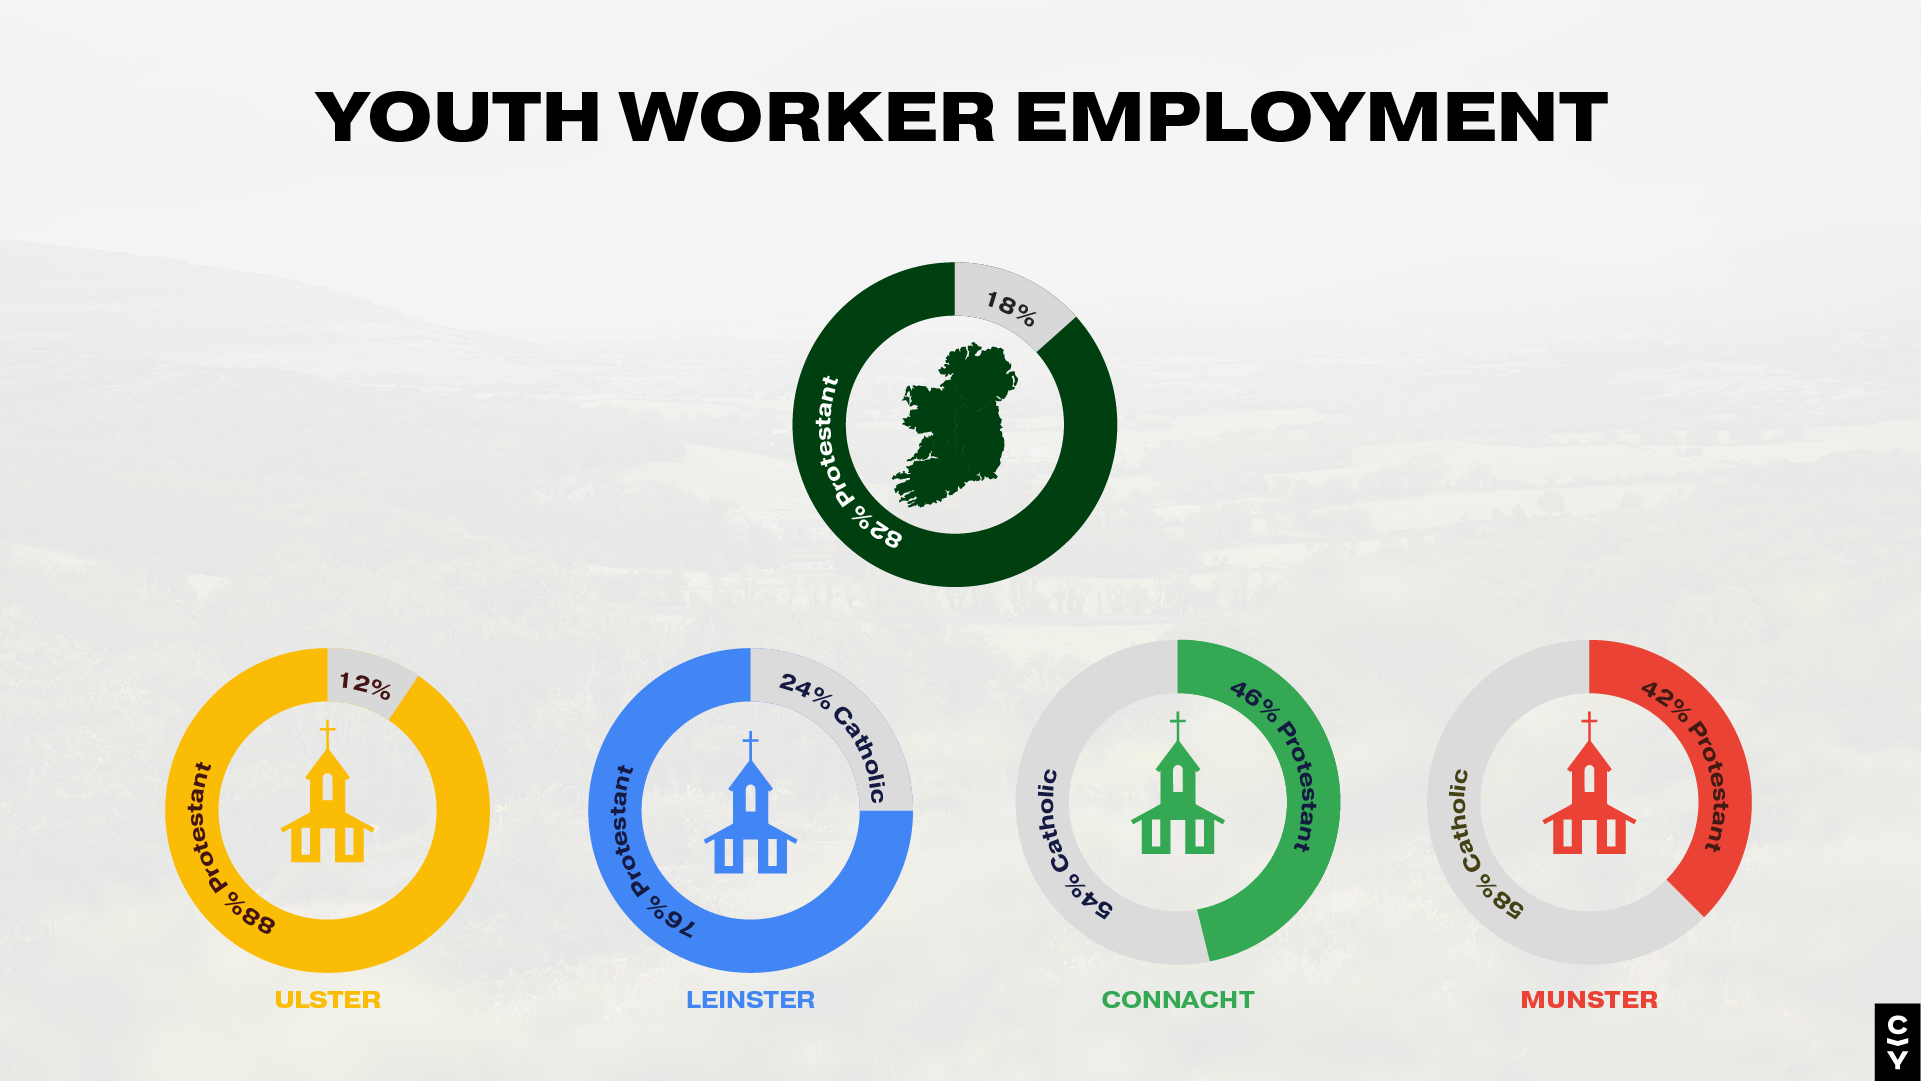 YOUTH WORKER EMPLOYMENT
18%
82% Protestant
12%
88% Protestant
24% Catholic
76% Protestant
46% Protestant
54% Catholic
42% Protestant
58% Catholic
ULSTER
LEINSTER
CONNACHT
MUNSTER
C
Y